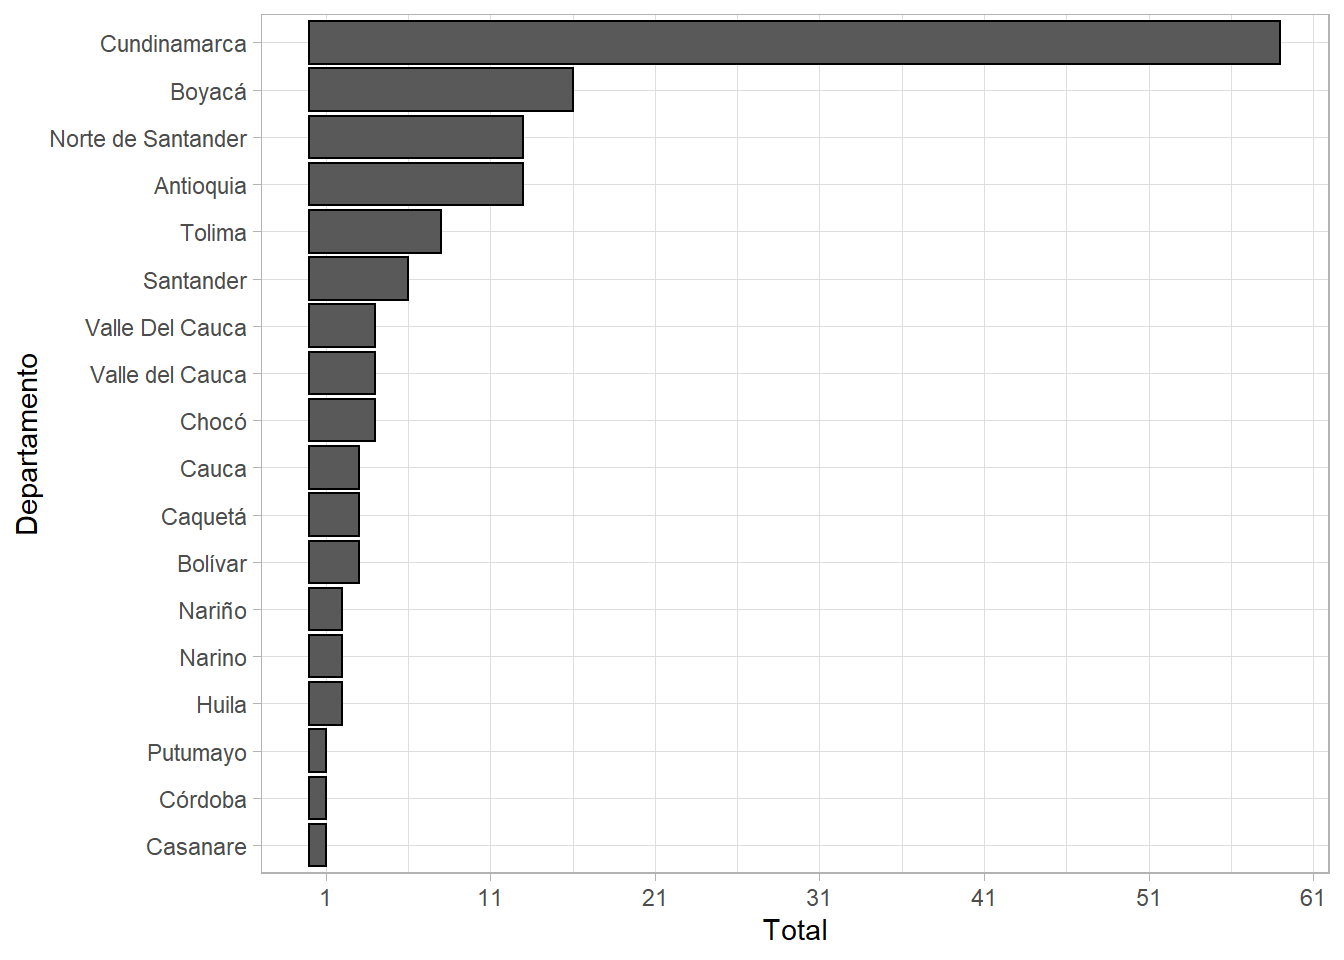 Cundinamarca
Boyacá
Norte de Santander
Antioquia
Tolima
Santander
Valle Del Cauca
Valle del Cauca
Chocó
Cauca
Caquetá
Bolívar
Nariño
Narino
Huila
Putumayo
Córdoba
Casanare
Departamento
1 11 21 31 41 51 61
Total